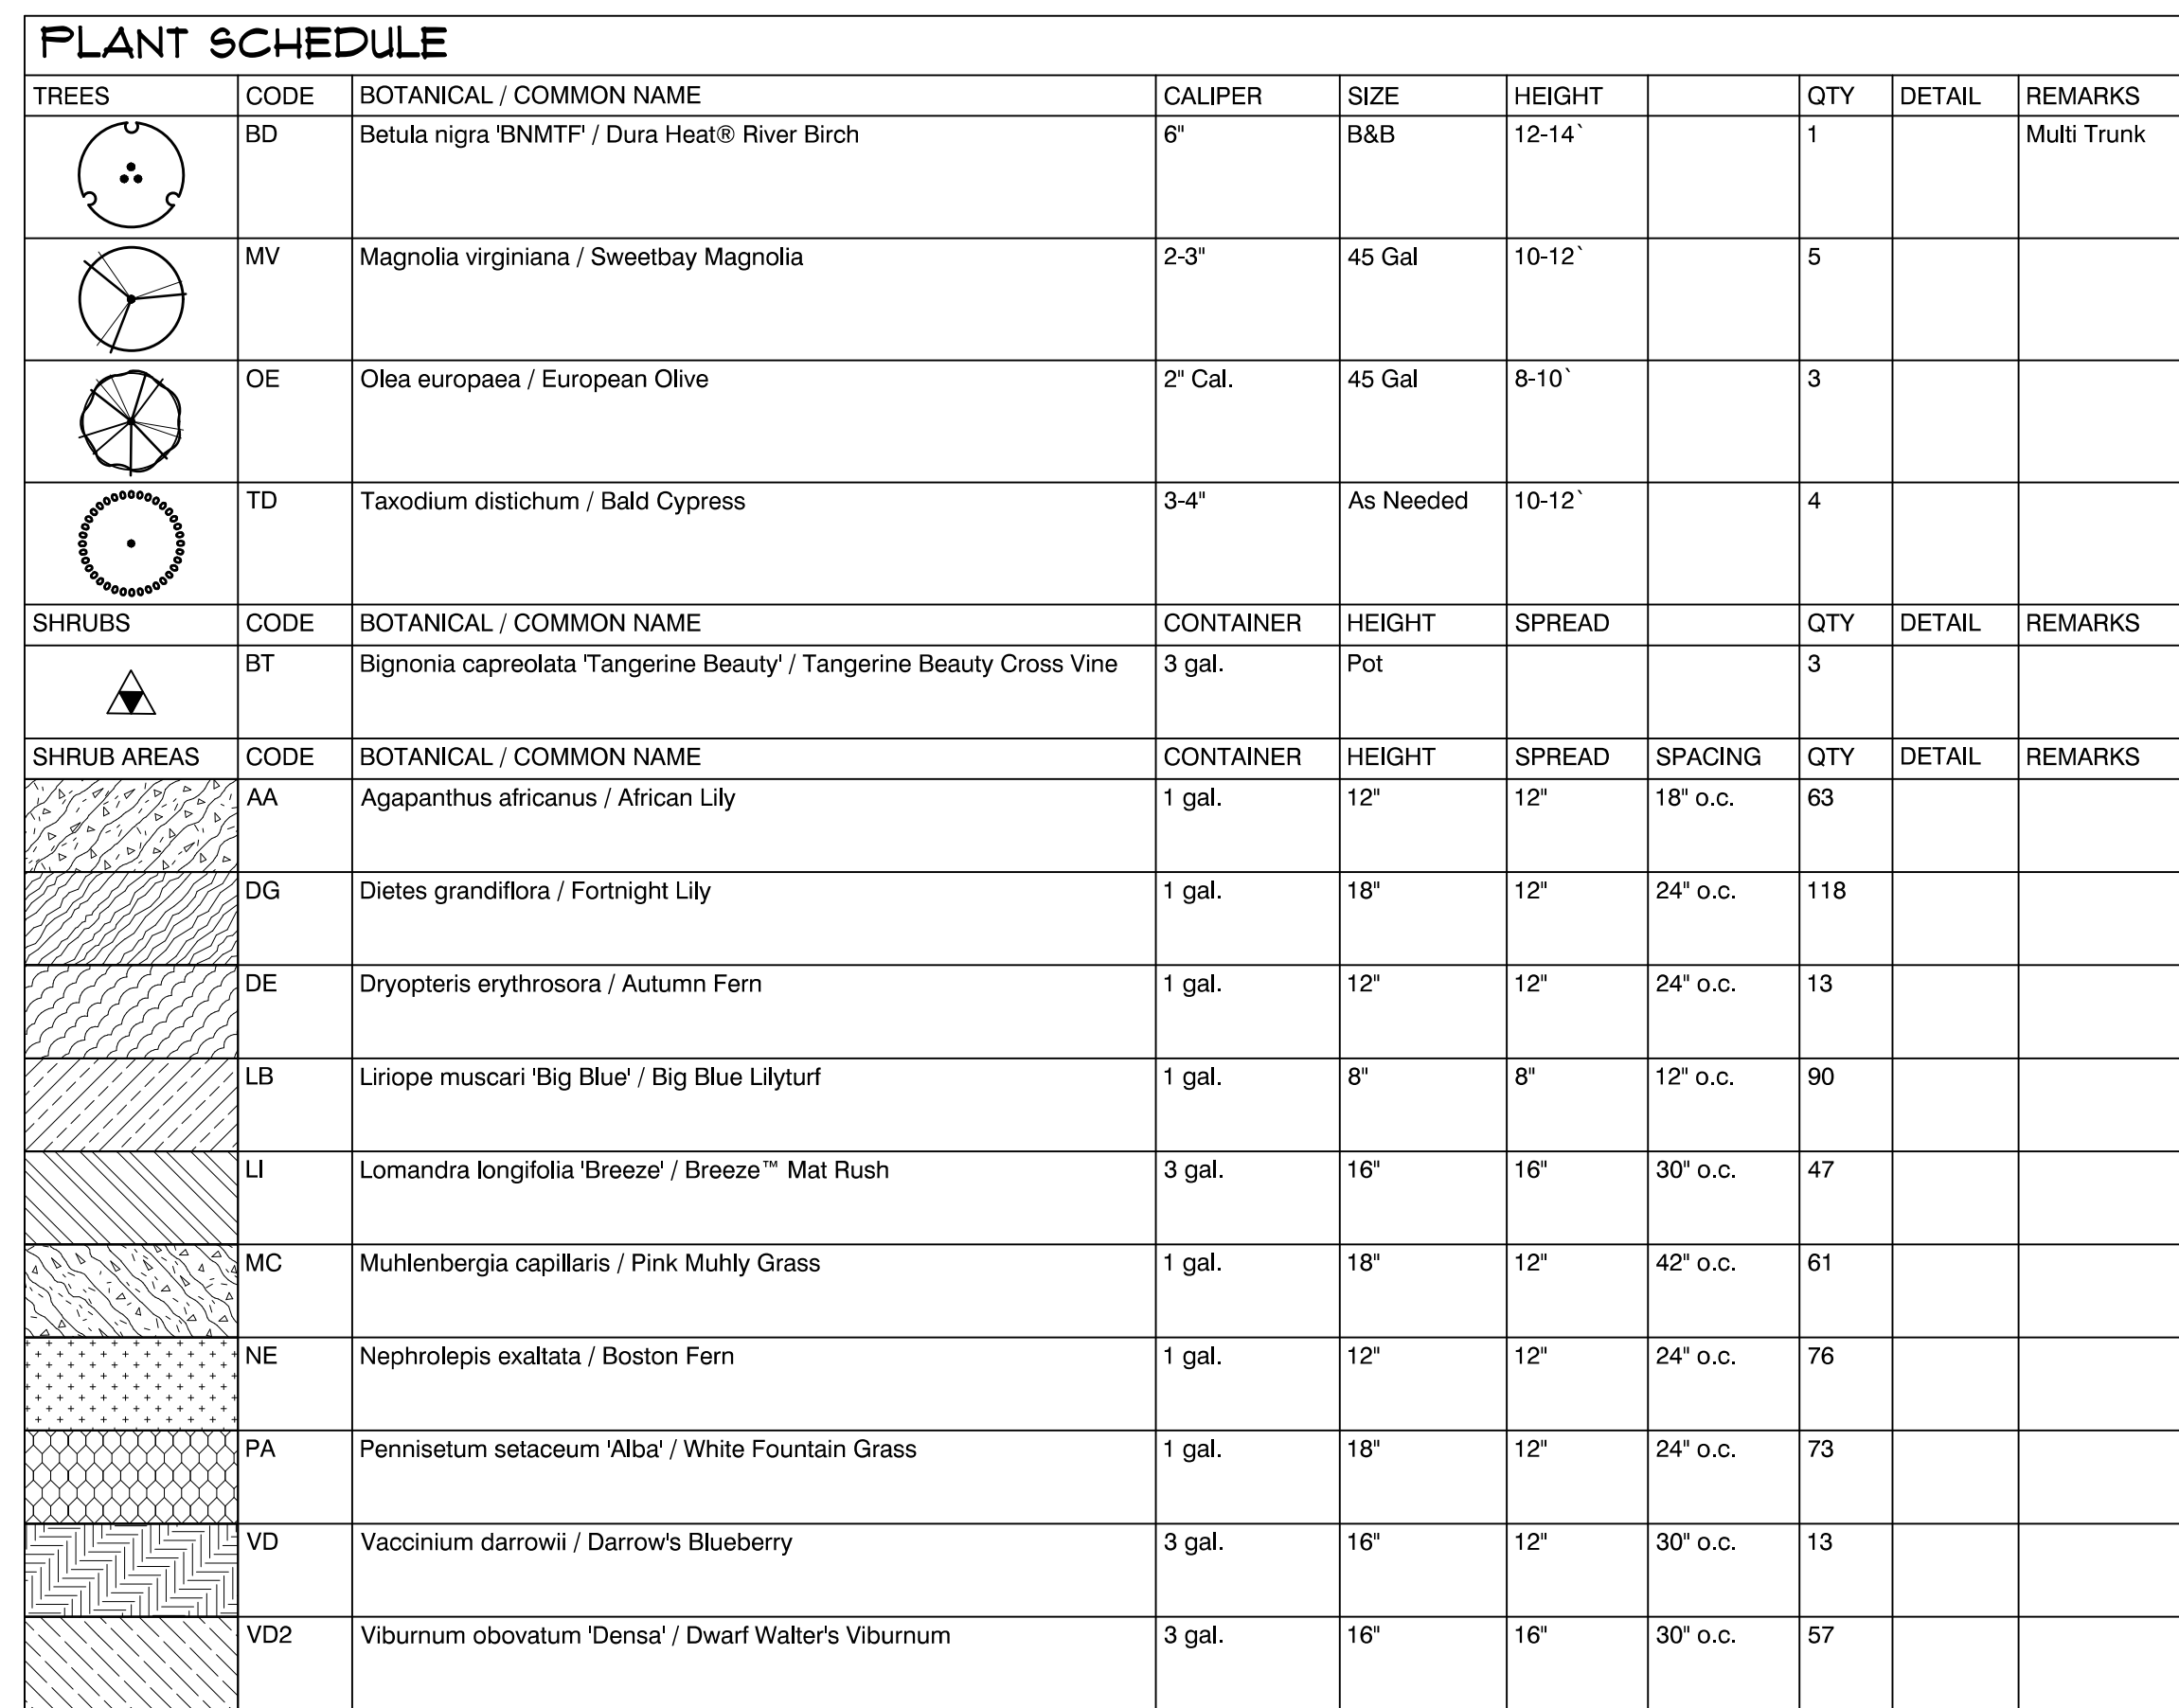 PLANT SCHEDULE
TREES CODE BOTANICAL / COMMON NAME CALIPER SIZE HEIGHT QTY DETAIL REMARKS
BD Betula nigra 'BNMTF' / Dura Heat® River Birch 6" B&B 12-14` 1 Multi Trunk
MV Magnolia virginiana / Sweetbay Magnolia 2-3" 45 Gal 10-12` 5
OE Olea europaea / European Olive 2" Cal. 45 Gal 8-10` 3
TD Taxodium distichum / Bald Cypress 3-4" As Needed 10-12` 4
SHRUBS CODE BOTANICAL / COMMON NAME CONTAINER HEIGHT SPREAD QTY DETAIL REMARKS
BT Bignonia capreolata 'Tangerine Beauty' / Tangerine Beauty Cross Vine 3 gal. Pot 3
SHRUB AREAS CODE BOTANICAL / COMMON NAME CONTAINER HEIGHT SPREAD SPACING QTY DETAIL REMARKS
AA Agapanthus africanus / African Lily 1 gal. 12" 12" 18" o.c. 63
DG Dietes grandiflora / Fortnight Lily 1 gal. 18" 12" 24" o.c. 118
DE Dryopteris erythrosora / Autumn Fern 1 gal. 12" 12" 24" o.c. 13
LB Liriope muscari 'Big Blue' / Big Blue Lilyturf 1 gal. 8" 8" 12" o.c. 90
LI Lomandra longifolia 'Breeze' / Breeze™ Mat Rush 3 gal. 16" 16" 30" o.c. 47
MC Muhlenbergia capillaris / Pink Muhly Grass 1 gal. 18" 12" 42" o.c. 61
NE Nephrolepis exaltata / Boston Fern 1 gal. 12" 12" 24" o.c. 76
PA Pennisetum setaceum 'Alba' / White Fountain Grass 1 gal. 18" 12" 24" o.c. 73
VD Vaccinium darrowii / Darrow's Blueberry 3 gal. 16" 12" 30" o.c. 13
VD2 Viburnum obovatum 'Densa' / Dwarf Walter's Viburnum 3 gal. 16" 16" 30" o.c. 57